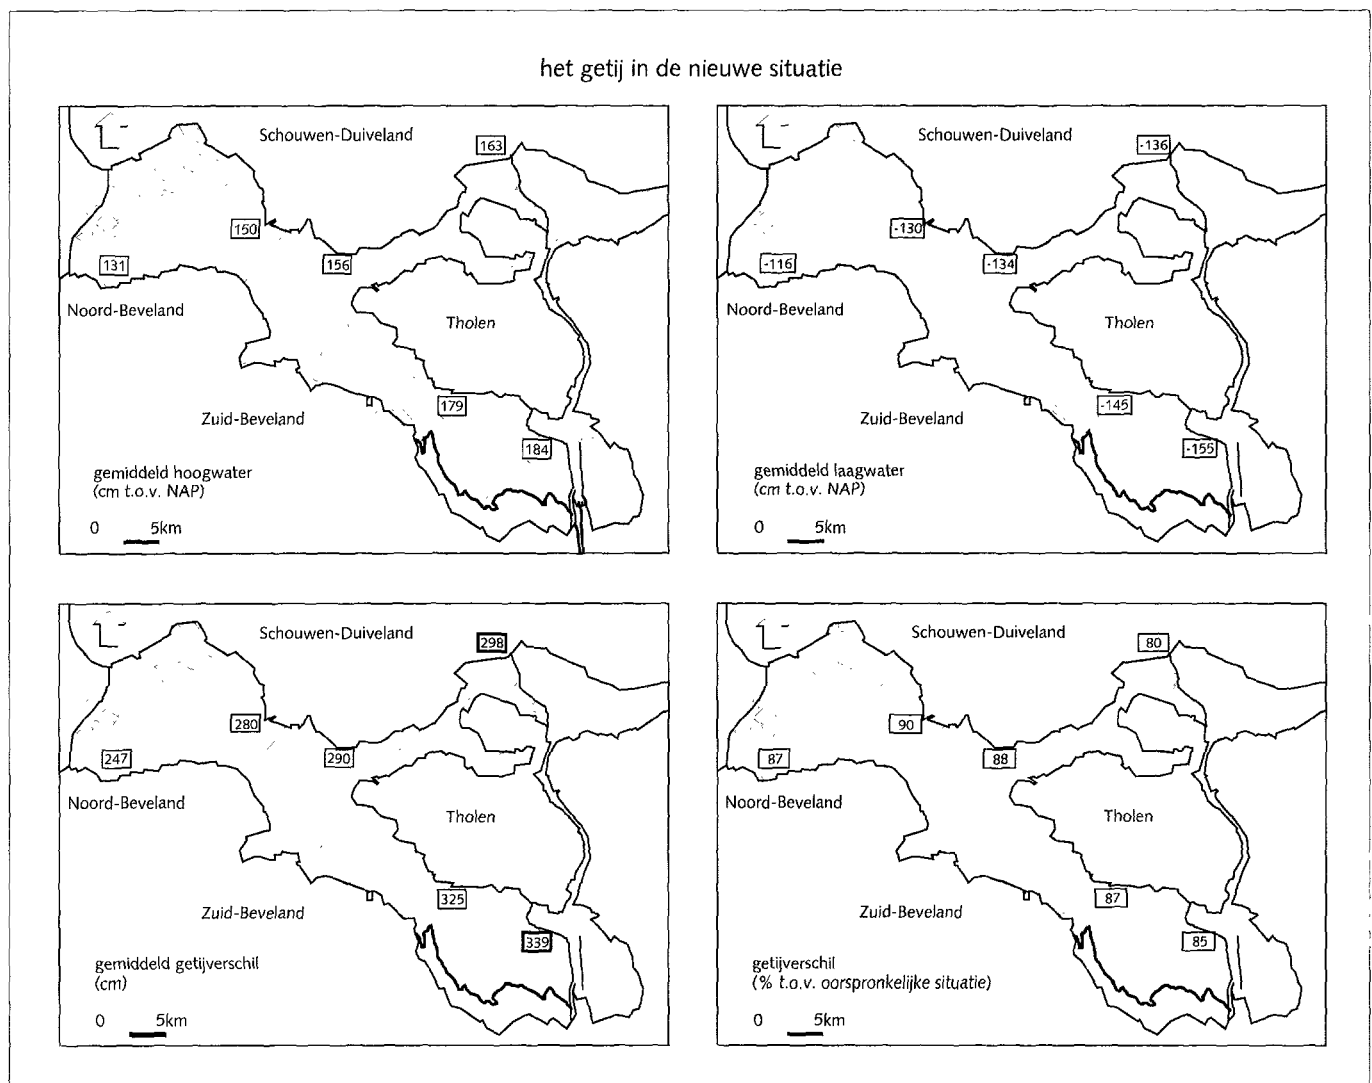 het getij in de nieuwe situatie
Schouwen-Duiveland
163
150
131
156
Noord-Beveland
Tholen
179
Zuid-Beveland
184
gemiddeld hoogwater
(cm t.o.v. NAP)
0 5km
Schouwen-Duiveland
-136
-130
-116
-134
Noord-Beveland
Tholen
-145
Zuid-Beveland
-155
gemiddeld laagwater
(cm t.o.v. NAP)
0 5km
Schouwen-Duiveland
298
280
247
290
Noord-Beveland
Tholen
325
Zuid-Beveland
339
gemiddeld getijverschil
(cm)
0 5km
Schouwen-Duiveland
80
90
87
88
Noord-Beveland
Tholen
87
Zuid-Beveland
85
getijverschil
(% t.o.v. oorspronkelijke situatie)
0 5km